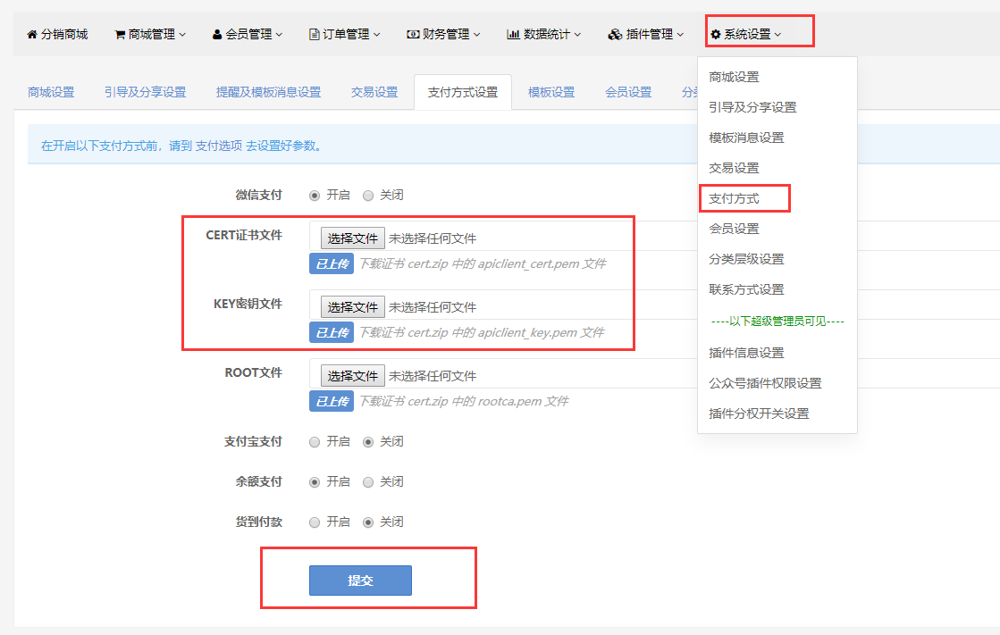 分销商城 商城管理 会员管理 订单管理 财务管理 数据统计 插件管理 系统设置
商城设置 引导及分享设置 提醒及模板消息设置 交易设置 支付方式设置 模板设置 会员设置 分
在开启以下支付方式前，请到 支付选项 去设置好参数。
微信支付 开启 关闭
CERT证书文件 选择文件 未选择任何文件
已上传 下载证书 cert.zip 中的 apiclient_cert.pem 文件
KEY密钥文件 选择文件 未选择任何文件
已上传 下载证书 cert.zip 中的 apiclient_key.pem 文件
ROOT文件 选择文件 未选择任何文件
已上传 下载证书 cert.zip 中的 rootca.pem 文件
支付宝支付 开启 关闭
余额支付 开启 关闭
货到付款 开启 关闭
提交
商城设置
引导及分享设置
模板消息设置
交易设置
支付方式
会员设置
分类层级设置
联系方式设置
----以下超级管理员可见----
插件信息设置
公众号插件权限设置
插件分权开关设置